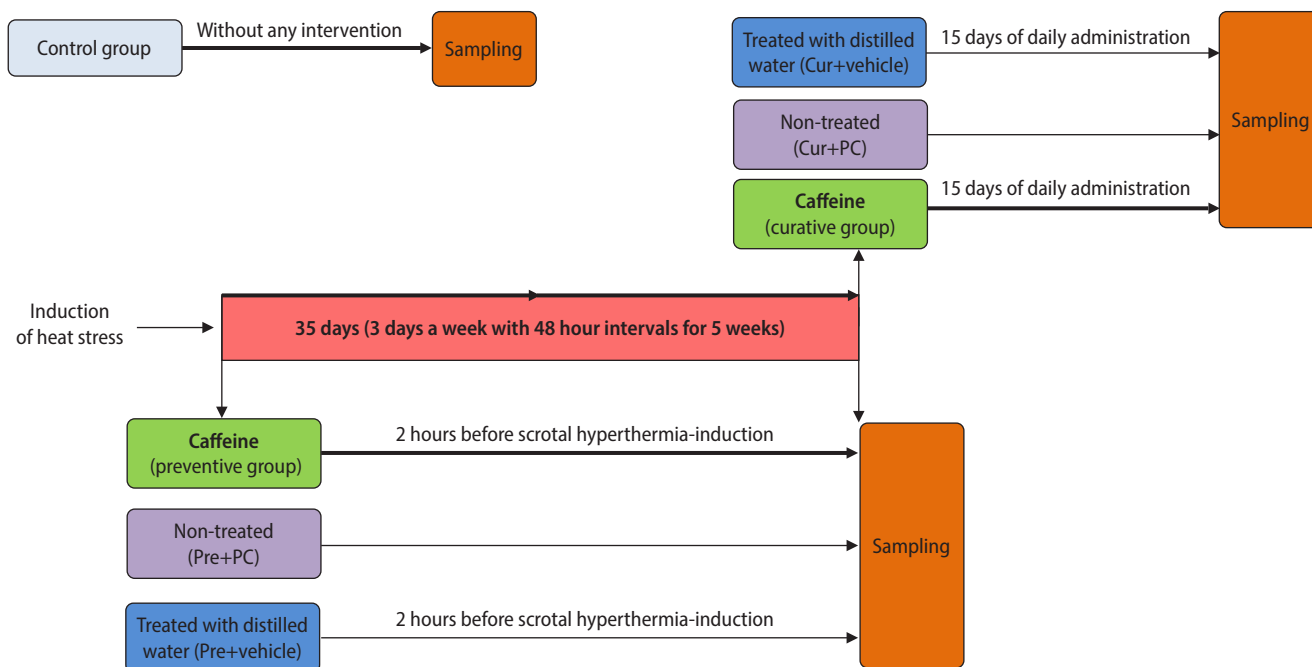 Control group
Without any intervention
Sampling
Treated with distilled
water (Cur+vehicle)
15 days of daily administration
Non-treated
(Cur+PC)
Sampling
Caffeine
(curative group)
15 days of daily administration
Induction
of heat stress
35 days (3 days a week with 48 hour intervals for 5 weeks)
Caffeine
(preventive group)
2 hours before scrotal hyperthermia-induction
Non-treated
(Pre+PC)
Sampling
Treated with distilled
water (Pre+vehicle)
2 hours before scrotal hyperthermia-induction